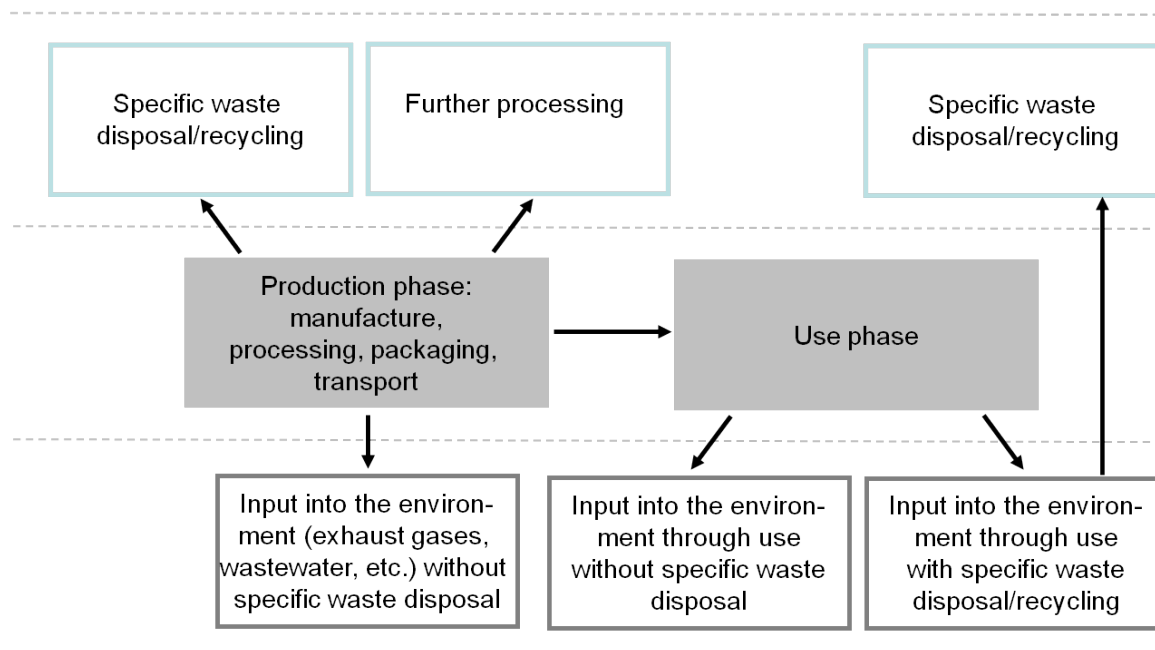 Specific waste
disposal/recycling
Further processing
Specific waste
disposal/recycling
Production phase:
manufacture,
processing, packaging,
transport
Use phase
Input into the environ-
ment (exhaust gases,
wastewater, etc.) without
specific waste disposal
Input into the environ-
ment through use
without specific waste
disposal
Input into the environ-
ment through use
with specific waste
disposal/recycling